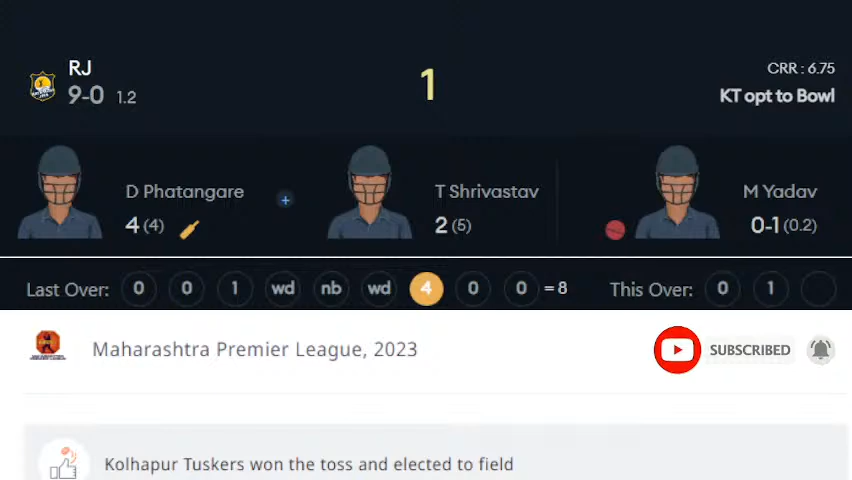 RJ
9-0 1.2
1
CRR : 6.75
KT opt to Bowl
D Phatangare
4 (4)
+
T Shrivastav
2 (5)
M Yadav
0-1 (0.2)
Last Over: 0 0 1 wd nb wd 4 0 0 = 8
This Over: 0 1
Maharashtra Premier League, 2023
SUBSCRIBED
Kolhapur Tuskers won the toss and elected to field